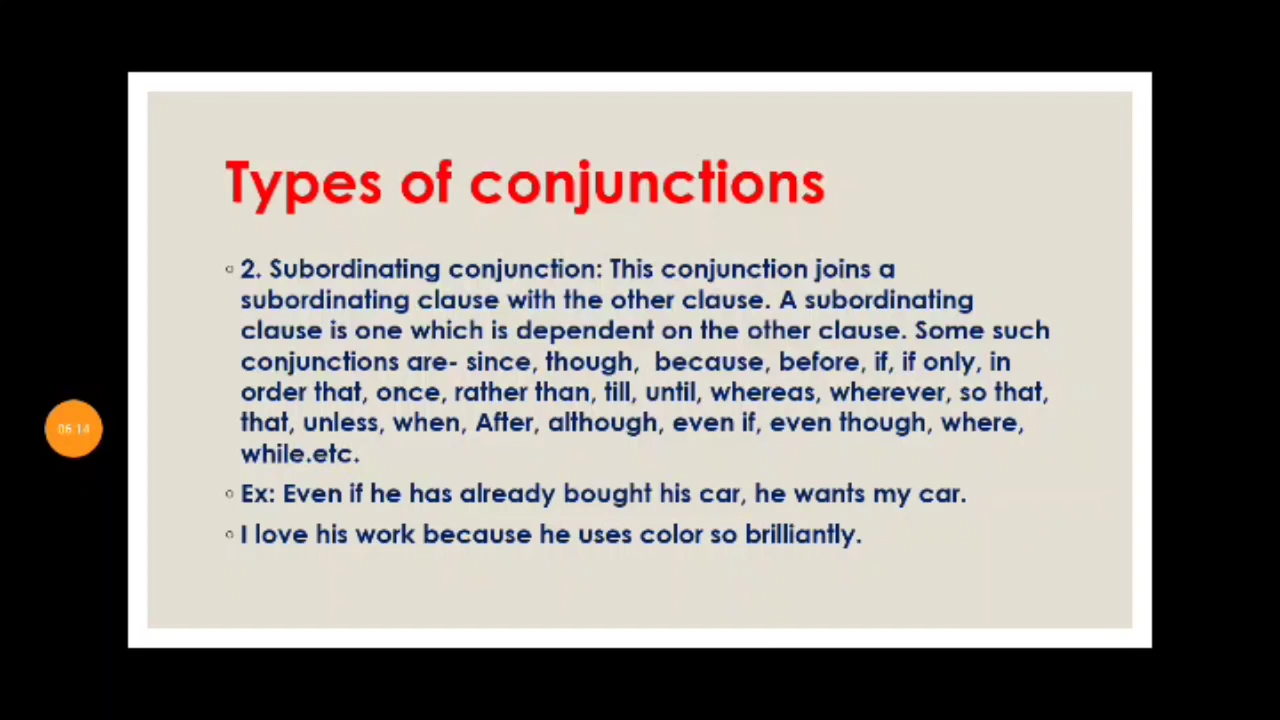 Types of conjunctions
◦ 2. Subordinating conjunction: This conjunction joins a
subordinating clause with the other clause. A subordinating
clause is one which is dependent on the other clause. Some such
conjunctions are- since, though, because, before, if, if only, in
order that, once, rather than, till, until, whereas, wherever, so that,
that, unless, when, After, although, even if, even though, where,
while.etc.
◦ Ex: Even if he has already bought his car, he wants my car.
◦ I love his work because he uses color so brilliantly.
06:14